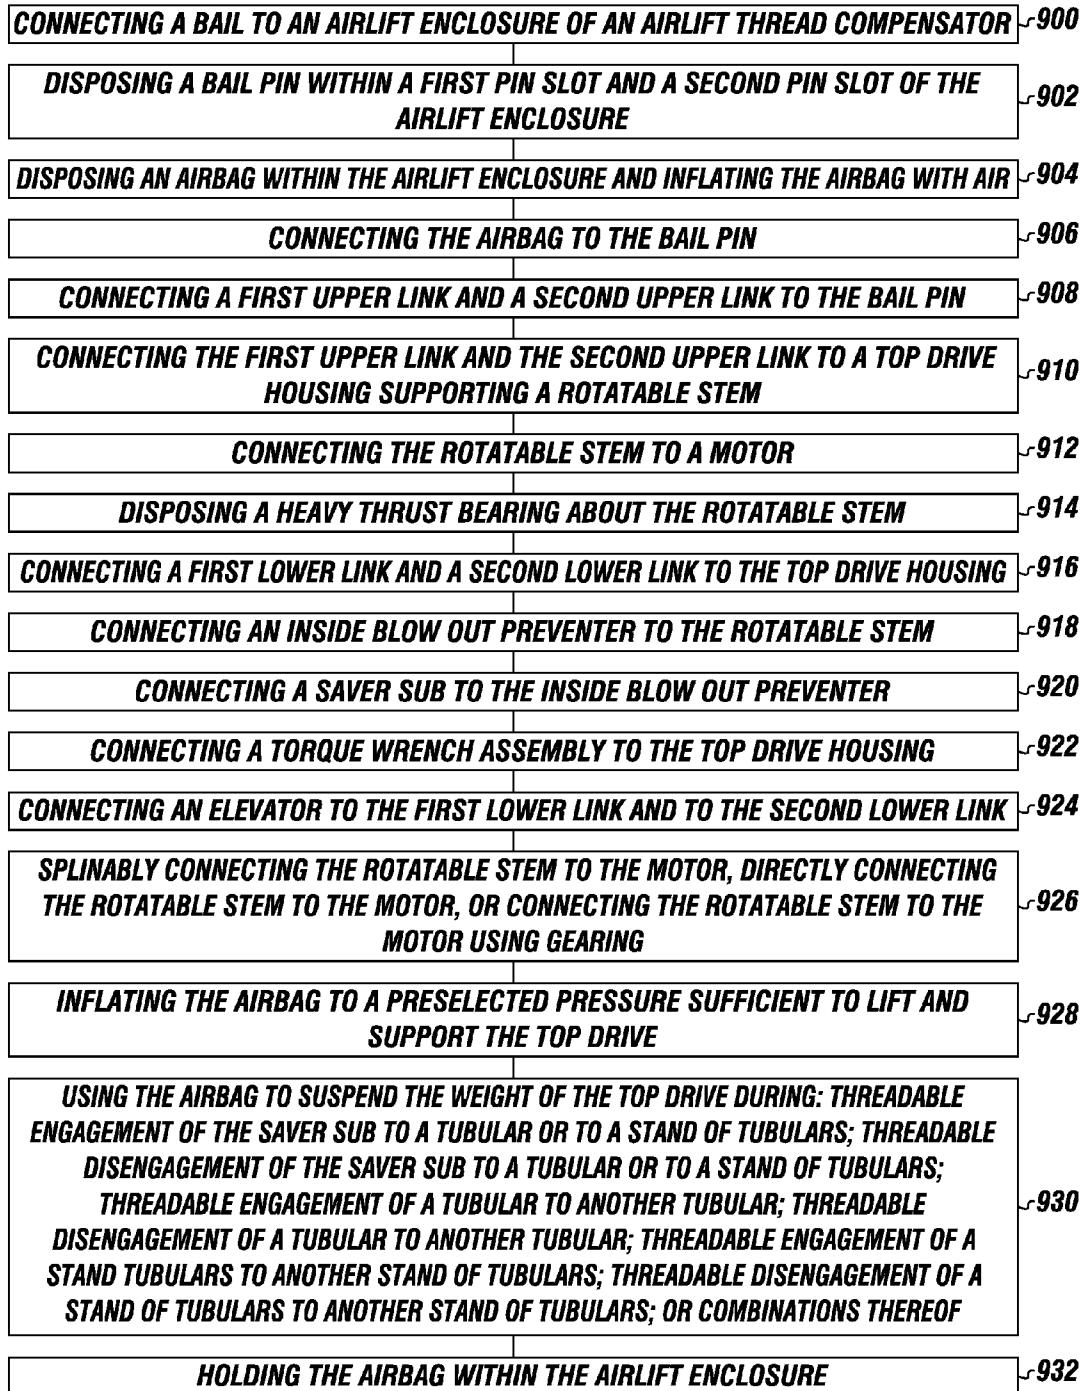 CONNECTING A BAIL TO AN AIRLIFT ENCLOSURE OF AN AIRLIFT THREAD COMPENSATOR 900
DISPOSING A BAIL PIN WITHIN A FIRST PIN SLOT AND A SECOND PIN SLOT OF THE
AIRLIFT ENCLOSURE 902
DISPOSING AN AIRBAG WITHIN THE AIRLIFT ENCLOSURE AND INFLATING THE AIRBAG WITH AIR 904
CONNECTING THE AIRBAG TO THE BAIL PIN 906
CONNECTING A FIRST UPPER LINK AND A SECOND UPPER LINK TO THE BAIL PIN 908
CONNECTING THE FIRST UPPER LINK AND THE SECOND UPPER LINK TO A TOP DRIVE
HOUSING SUPPORTING A ROTATABLE STEM 910
CONNECTING THE ROTATABLE STEM TO A MOTOR 912
DISPOSING A HEAVY THRUST BEARING ABOUT THE ROTATABLE STEM 914
CONNECTING A FIRST LOWER LINK AND A SECOND LOWER LINK TO THE TOP DRIVE HOUSING 916
CONNECTING AN INSIDE BLOW OUT PREVENTER TO THE ROTATABLE STEM 918
CONNECTING A SAVER SUB TO THE INSIDE BLOW OUT PREVENTER 920
CONNECTING A TORQUE WRENCH ASSEMBLY TO THE TOP DRIVE HOUSING 922
CONNECTING AN ELEVATOR TO THE FIRST LOWER LINK AND TO THE SECOND LOWER LINK 924
SPLINABLY CONNECTING THE ROTATABLE STEM TO THE MOTOR, DIRECTLY CONNECTING
THE ROTATABLE STEM TO THE MOTOR, OR CONNECTING THE ROTATABLE STEM TO THE 926
MOTOR USING GEARING
INFLATING THE AIRBAG TO A PRESELECTED PRESSURE SUFFICIENT TO LIFT AND
SUPPORT THE TOP DRIVE 928
USING THE AIRBAG TO SUSPEND THE WEIGHT OF THE TOP DRIVE DURING: THREADABLE
ENGAGEMENT OF THE SAVER SUB TO A TUBULAR OR TO A STAND OF TUBULARS; THREADABLE
DISENGAGEMENT OF THE SAVER SUB TO A TUBULAR OR TO A STAND OF TUBULARS;
THREADABLE ENGAGEMENT OF A TUBULAR TO ANOTHER TUBULAR; THREADABLE 930
DISENGAGEMENT OF A TUBULAR TO ANOTHER TUBULAR; THREADABLE ENGAGEMENT OF A
STAND TUBULARS TO ANOTHER STAND OF TUBULARS; THREADABLE DISENGAGEMENT OF A
STAND OF TUBULARS TO ANOTHER STAND OF TUBULARS; OR COMBINATIONS THEREOF
HOLDING THE AIRBAG WITHIN THE AIRLIFT ENCLOSURE 932